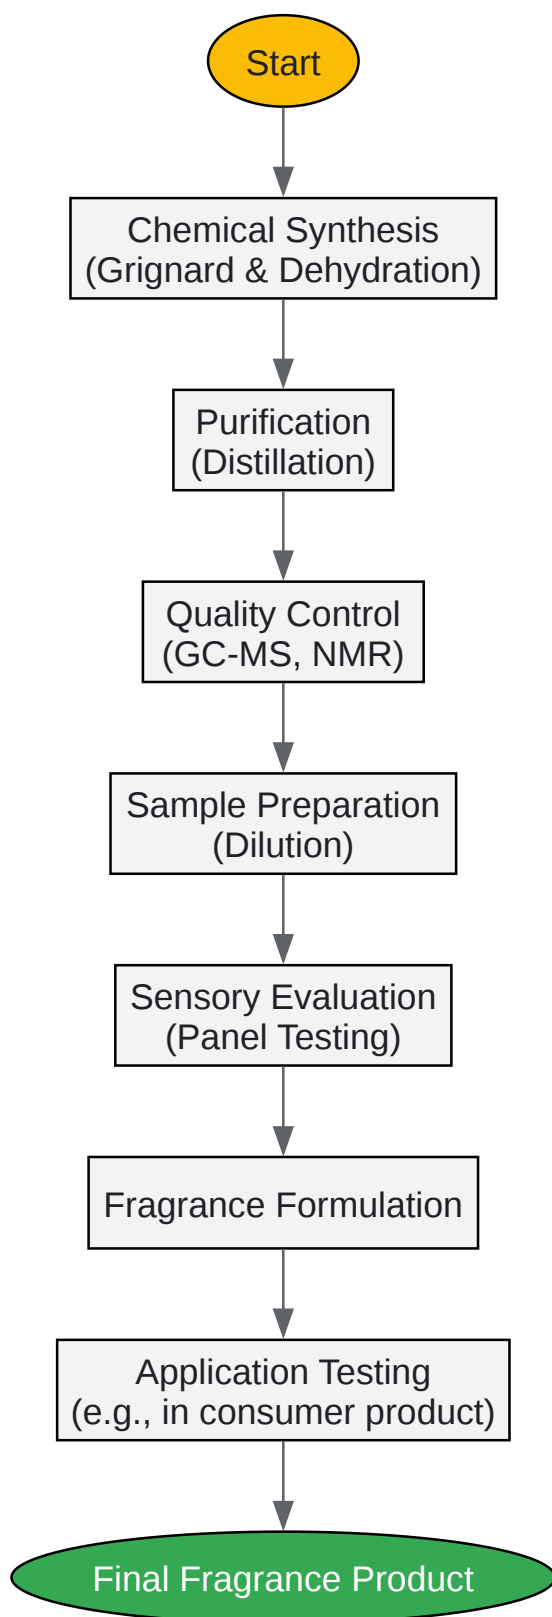 Start
Chemical Synthesis
(Grignard & Dehydration)
Purification
(Distillation)
Quality Control
(GC-MS, NMR)
Sample Preparation
(Dilution)
Sensory Evaluation
(Panel Testing)
Fragrance Formulation
Application Testing
(e.g., in consumer product)
Final Fragrance Product